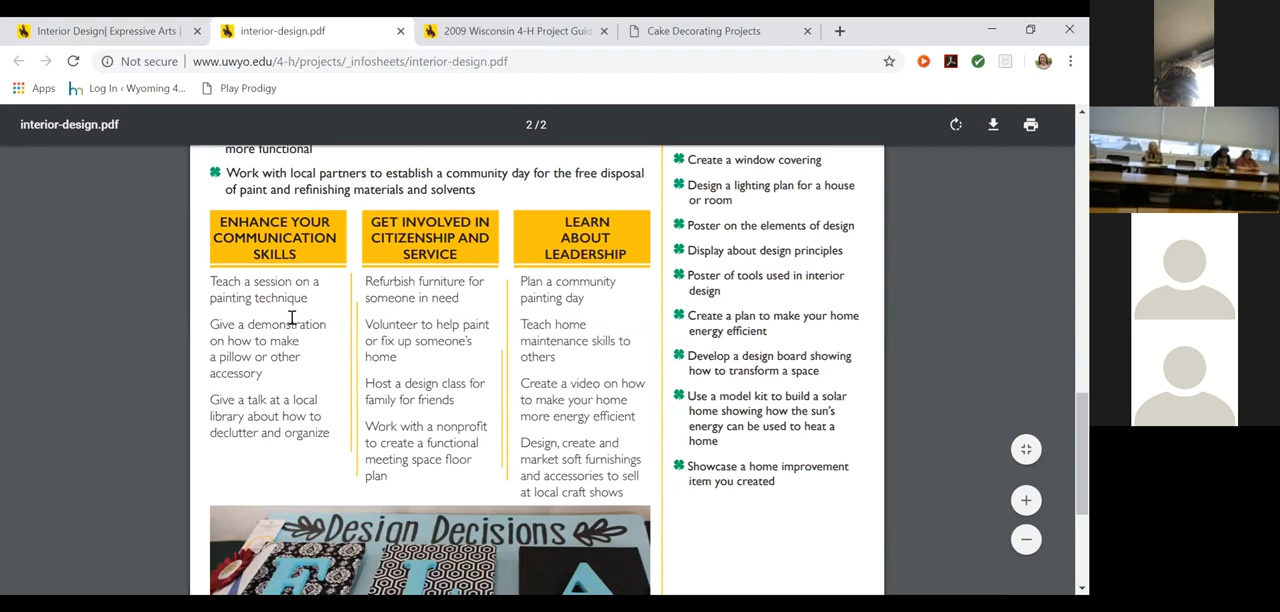 Interior Design| Expressive Arts |
interior-design.pdf
2009 Wisconsin 4-H Project Guid
Cake Decorating Projects
Not secure | www.uwyo.edu/4-h/projects/_infosheets/interior-design.pdf
Apps
Log In ‹ Wyoming 4...
Play Prodigy
interior-design.pdf
2 / 2
more functional
Work with local partners to establish a community day for the free disposal
of paint and refinishing materials and solvents
ENHANCE YOUR
COMMUNICATION
SKILLS
Teach a session on a
painting technique
Give a demonstration
on how to make
a pillow or other
accessory
Give a talk at a local
library about how to
declutter and organize
GET INVOLVED IN
CITIZENSHIP AND
SERVICE
Refurbish furniture for
someone in need
Volunteer to help paint
or fix up someone's
home
Host a design class for
family for friends
Work with a nonprofit
to create a functional
meeting space floor
plan
LEARN
ABOUT
LEADERSHIP
Plan a community
painting day
Teach home
maintenance skills to
others
Create a video on how
to make your home
more energy efficient
Design, create and
market soft furnishings
and accessories to sell
at local craft shows
Create a window covering
Design a lighting plan for a house
or room
Poster on the elements of design
Display about design principles
Poster of tools used in interior
design
Create a plan to make your home
energy efficient
Develop a design board showing
how to transform a space
Use a model kit to build a solar
home showing how the sun's
energy can be used to heat a
home
Showcase a home improvement
item you created
Design Decisions
E L A